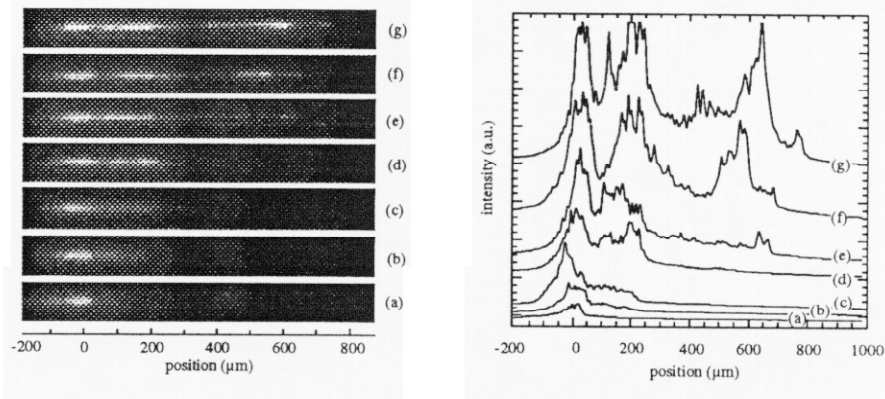 (g)
(f)
(e)
(d)
(c)
(b)
(a)
-200 0 200 400 600 800
position (µm)
intensity (a.u.)
(g)
(f)
(e)
(d)
(c)
(b)
(a)
-200 0 200 400 600 800 1000
position (µm)